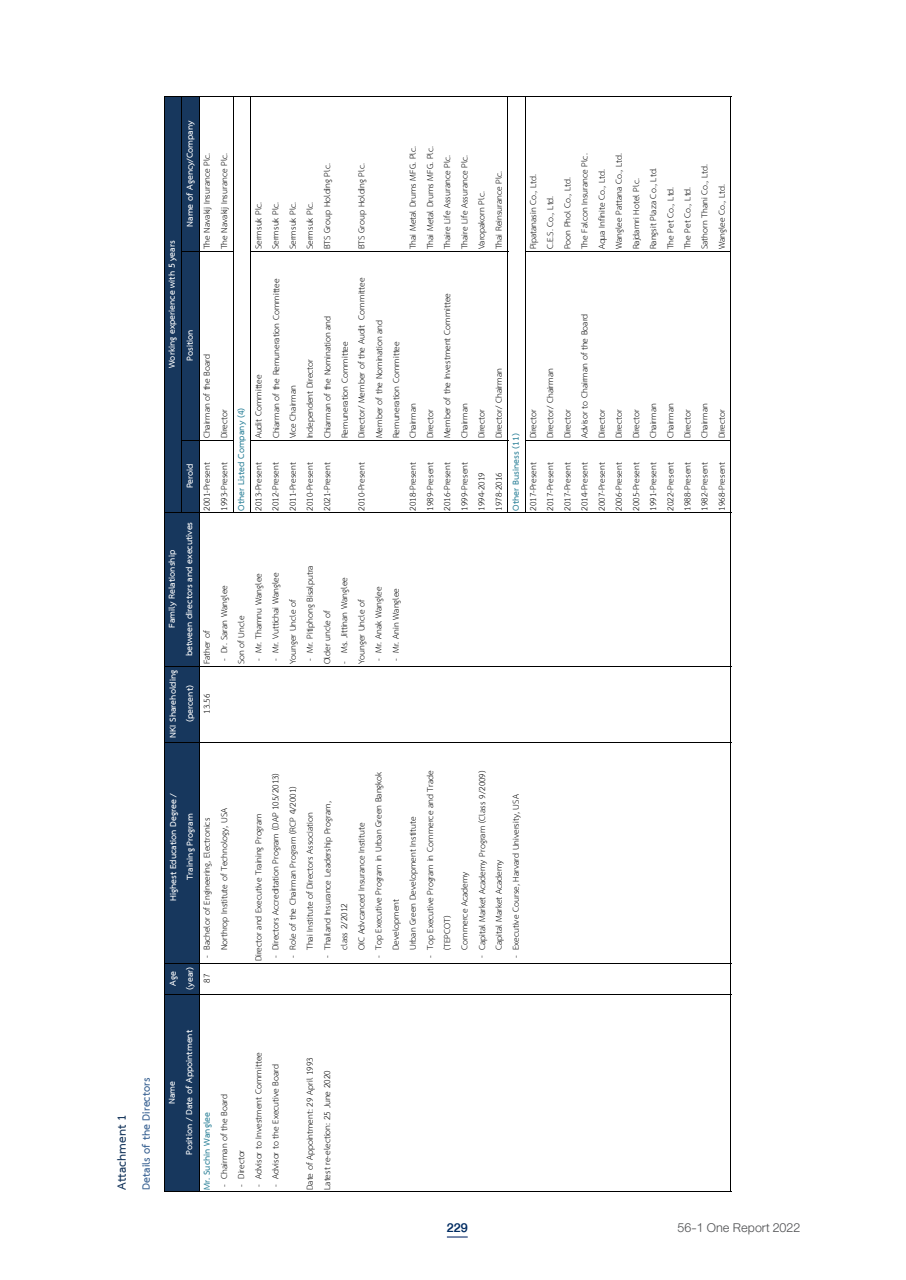 Attachment 1
Details of the Directors
Name
Position / Date of Appointment
Age
(year)
Highest Education Degree /
Training Program
NKI Shareholding
(percent)
Family Relationship
between directors and executives
Working experience with 5 years
Peroid Position Name of Agency/Company
Mr. Suchin Wanglee
- Chairman of the Board
- Director
- Advisor to Investment Committee
- Advisor to the Executive Board
Date of Appointment: 29 April 1993
Latest re-election: 25 June 2020
87
- Bachelor of Engineering, Electronics
Northrop Institute of Technology, USA
Director and Executive Training Program
- Directors Accreditation Program (DAP 105/2013)
- Role of the Chairman Program (RCP 4/2001)
Thai Institute of Directors Association
- Thailand Insurance Leadership Program,
class 2/2012
OIC Advcanced Insurance Institute
- Top Executive Program in Urban Green Bangkok
Development
Urban Green Development Institute
- Top Executive Program in Commerce and Trade
(TEPCOT)
Commerce Academy
- Capital Market Academy Program (Class 9/2009)
Capital Market Academy
- Executive Course, Harvard University, USA
13.56
Father of
- Dr. Saran Wanglee
Son of Uncle
- Mr. Thamnu Wanglee
- Mr. Vuttichai Wanglee
Younger Uncle of
- Mr. Pitiphong Bisalputra
Older uncle of
- Ms. Jittinan Wanglee
Younger Uncle of
- Mr. Anak Wanglee
- Mr. Anin Wanglee
2001-Present Chairman of the Board The Navakij Insurance Plc.
1993-Present Director The Navakij Insurance Plc.
Other Listed Company (4)
2013-Present Audit Committee Sermsuk Plc.
2012-Present Chiarman of the Remuneration Committee Sermsuk Plc.
2011-Present Vice Chairman Sermsuk Plc.
2010-Present Independent Director Sermsuk Plc.
2021-Present Chiarman of the Nomination and BTS Group Holding Plc.
Remuneration Committee
2010-Present Director/ Member of the Audit Committee BTS Group Holding Plc.
Member of the Nomination and
Remuneration Committee
2018-Present Chairman Thai Metal Drums MFG. Plc.
1989-Present Director Thai Metal Drums MFG. Plc.
2016-Present Member of the Investment Committee Thaire Life Assurance Plc.
1999-Present Chairman Thaire Life Assurance Plc.
1994-2019 Director Varopakorn PLc.
1978-2016 Director/ Chairman Thai Reinsurance Plc.
Other Business (11)
2017-Present Director Pipatanasin Co., Ltd.
2017-Present Director/ Chairman C.E.S. Co., Ltd.
2017-Present Director Poon Phol Co., Ltd.
2014-Present Advisor to Chairman of the Board The Falcon Insurance Plc.
2007-Present Director Aqua Infinite Co., Ltd.
2006-Present Director Wanglee Pattana Co., Ltd.
2005-Present Director Rajdamri Hotel Plc.
1991-Present Chairman Rangsit Plaza Co., Ltd.
2022-Present Chairman The Pet Co., Ltd.
1988-Present Director The Pet Co., Ltd.
1982-Present Chairman Sathorn Thani Co., Ltd.
1968-Present Director Wanglee Co., Ltd.
229
56-1 One Report 2022